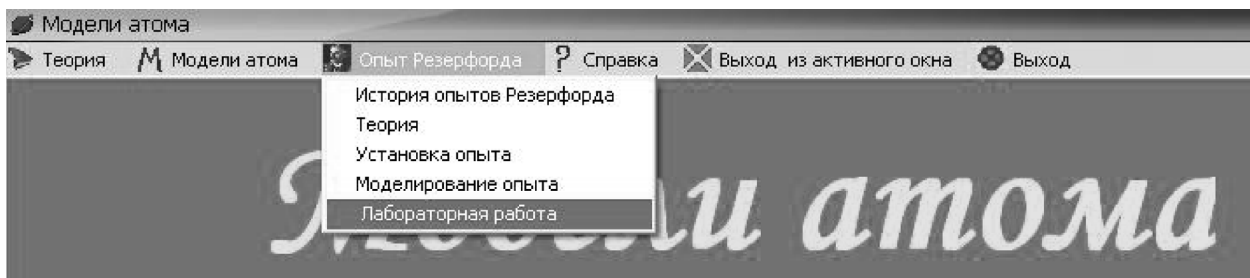 Модели атома
Теория Модели атома Опыт Резерфорда Справка Выход из активного окна Выход
История опытов Резерфорда
Теория
Установка опыта
Моделирование опыта
Лабораторная работа
Модели атома